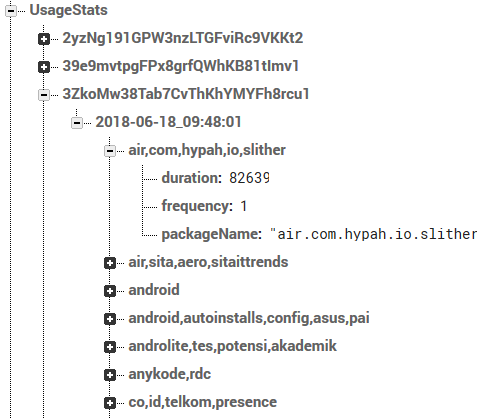 UsageStats
2yzNg191GPW3nzLTGFviRc9VKKt2
39e9mvtpgFPx8grfQWhKB81tImv1
3ZkoMw38Tab7CvThKhYMYFh8rcu1
2018-06-18_09:48:01
air,com,hypah,io,slither
duration: 82639
frequency: 1
packageName: "air.com.hypah.io.slither
air,sita,aero,sitaittrends
android
android,autoinstalls,config,asus,pai
androlite,tes,potensi,akademik
anykode,rdc
co,id,telkom,presence